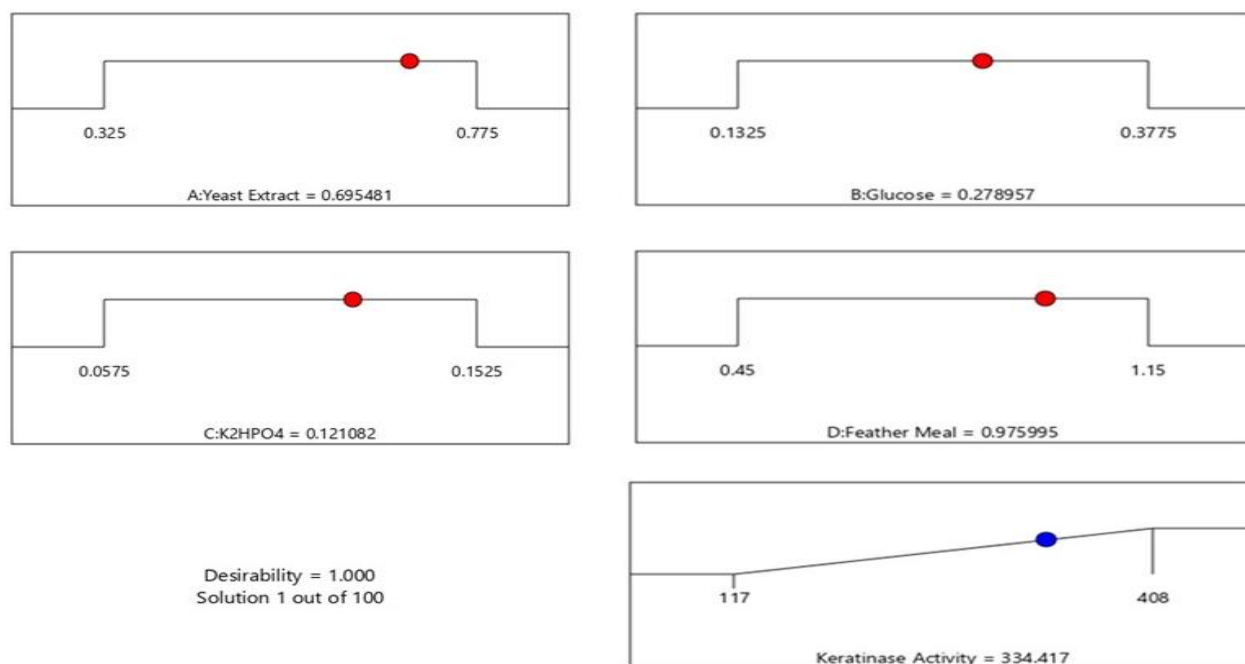 0.325 0.775
A:Yeast Extract = 0.695481
0.1325 0.3775
B:Glucose = 0.278957
0.0575 0.1525
C:K2HPO4 = 0.121082
0.45 1.15
D:Feather Meal = 0.975995
Desirability = 1.000
Solution 1 out of 100
117 408
Keratinase Activity = 334.417